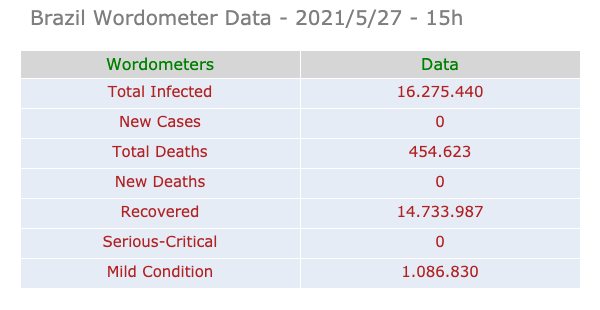 Brazil Wordometer Data - 2021/5/27 - 15h
Wordometers Data
Total Infected 16.275.440
New Cases 0
Total Deaths 454.623
New Deaths 0
Recovered 14.733.987
Serious-Critical 0
Mild Condition 1.086.830